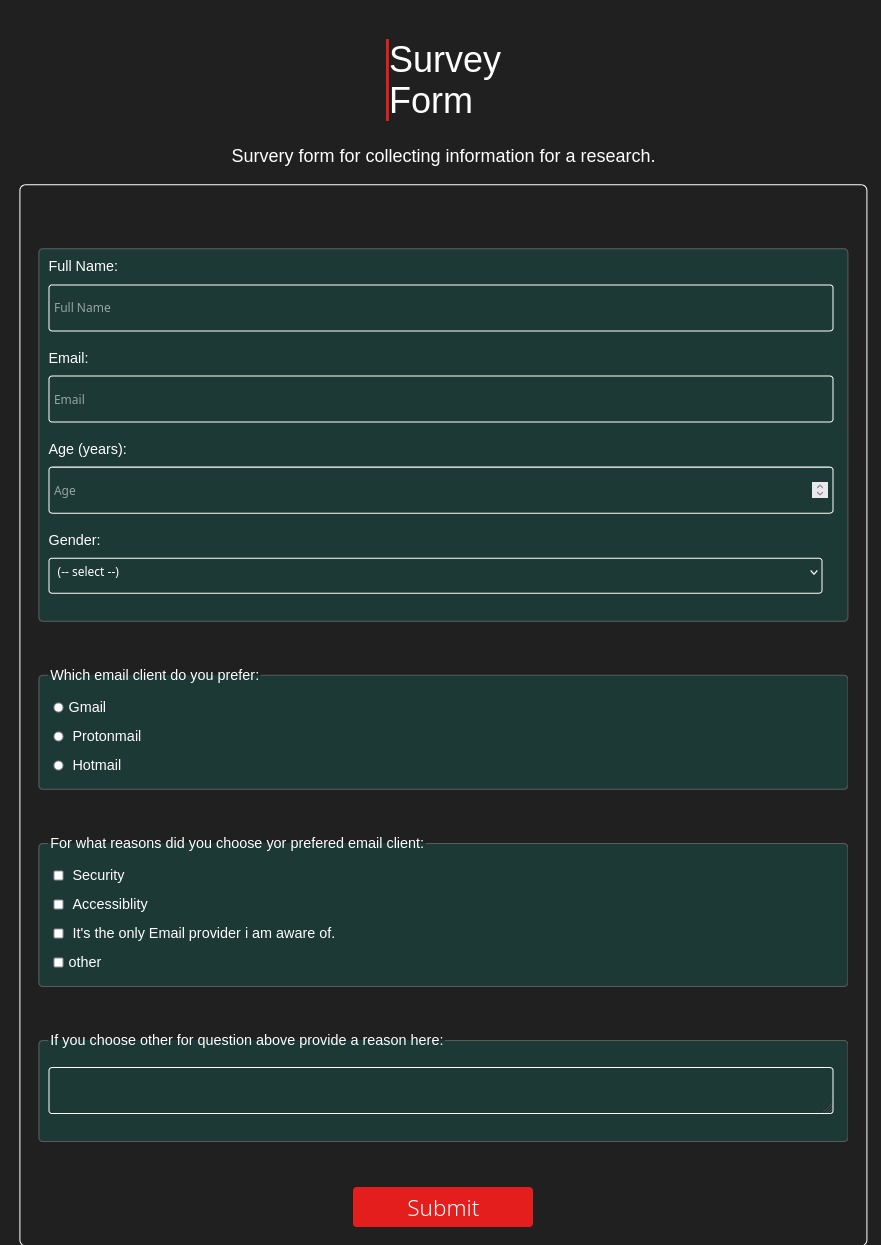 Survey
Form
Survery form for collecting information for a research.
Full Name:
Full Name
Email:
Email
Age (years):
Age
Gender:
(-- select --)
Which email client do you prefer:
Gmail
Protonmail
Hotmail
For what reasons did you choose yor prefered email client:
Security
Accessiblity
It's the only Email provider i am aware of.
other
If you choose other for question above provide a reason here:
Submit